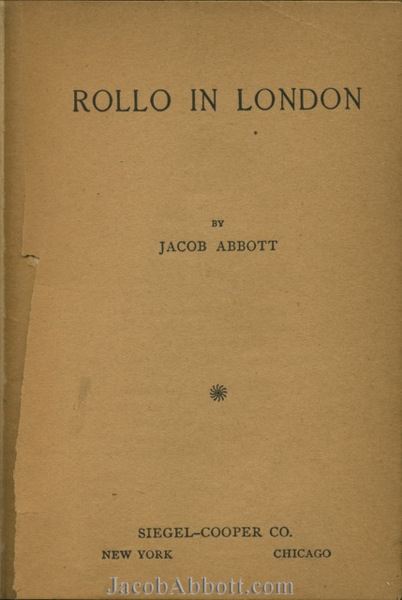 ROLLO IN LONDON
BY
JACOB ABBOTT
SIEGEL-COOPER CO.
NEW YORK CHICAGO
JacobAbbott.com